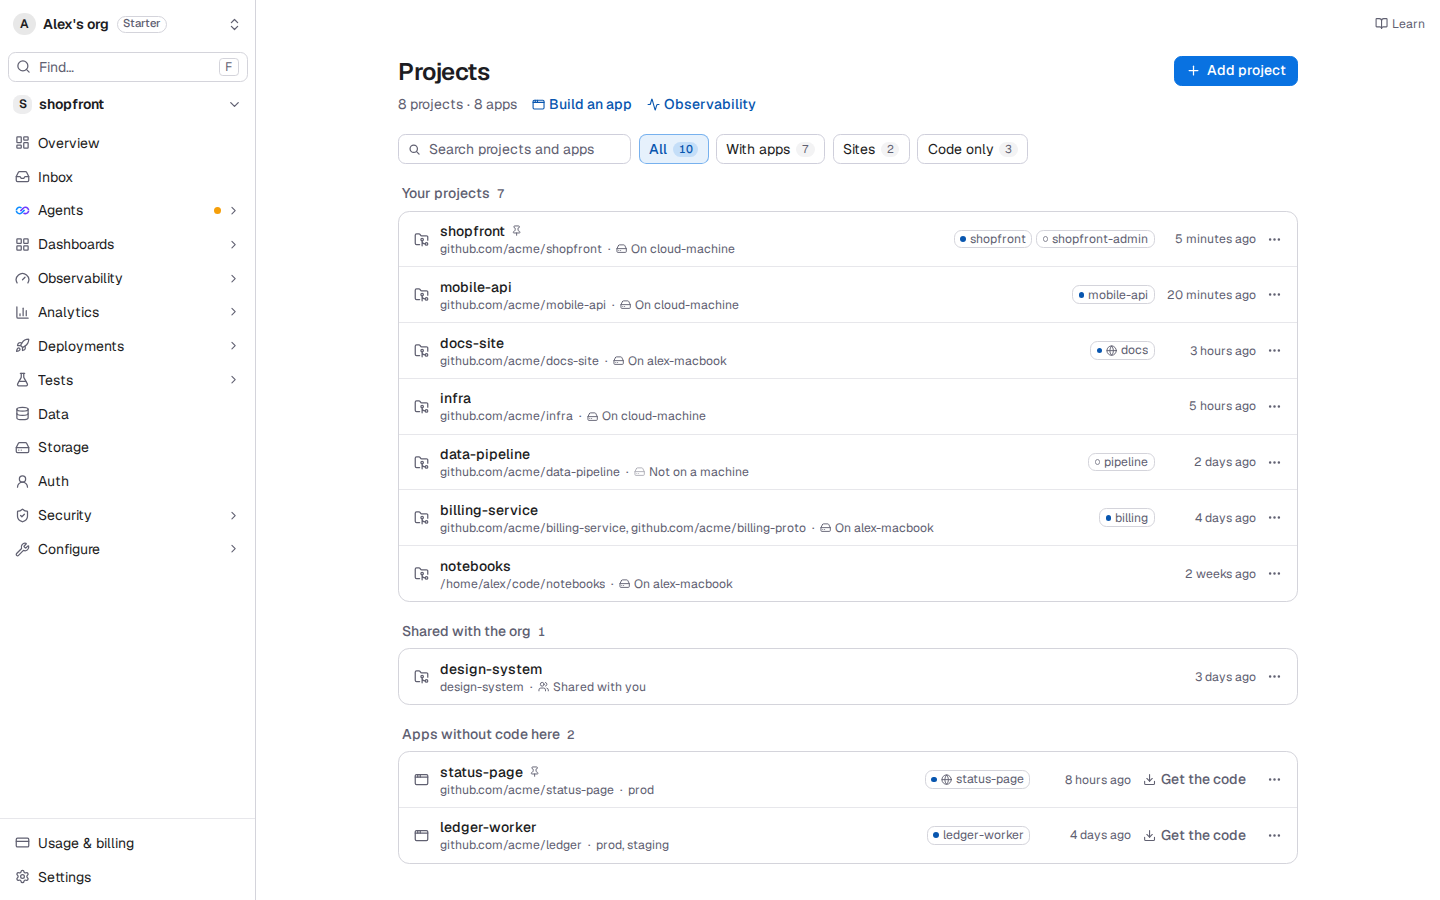 A Alex's org Starter
Find... F
S shopfront
Overview
Inbox
Agents
Dashboards
Observability
Analytics
Deployments
Tests
Data
Storage
Auth
Security
Configure
Usage & billing
Settings
Learn
Projects
Add project
8 projects · 8 apps Build an app Observability
Search projects and apps All 10 With apps 7 Sites 2 Code only 3
Your projects 7
shopfront
github.com/acme/shopfront · On cloud-machine
shopfront shopfront-admin 5 minutes ago
mobile-api
github.com/acme/mobile-api · On cloud-machine
mobile-api 20 minutes ago
docs-site
github.com/acme/docs-site · On alex-macbook
docs 3 hours ago
infra
github.com/acme/infra · On cloud-machine
5 hours ago
data-pipeline
github.com/acme/data-pipeline · Not on a machine
pipeline 2 days ago
billing-service
github.com/acme/billing-service, github.com/acme/billing-proto · On alex-macbook
billing 4 days ago
notebooks
/home/alex/code/notebooks · On alex-macbook
2 weeks ago
Shared with the org 1
design-system
design-system · Shared with you
3 days ago
Apps without code here 2
status-page
github.com/acme/status-page · prod
status-page 8 hours ago Get the code
ledger-worker
github.com/acme/ledger · prod, staging
ledger-worker 4 days ago Get the code